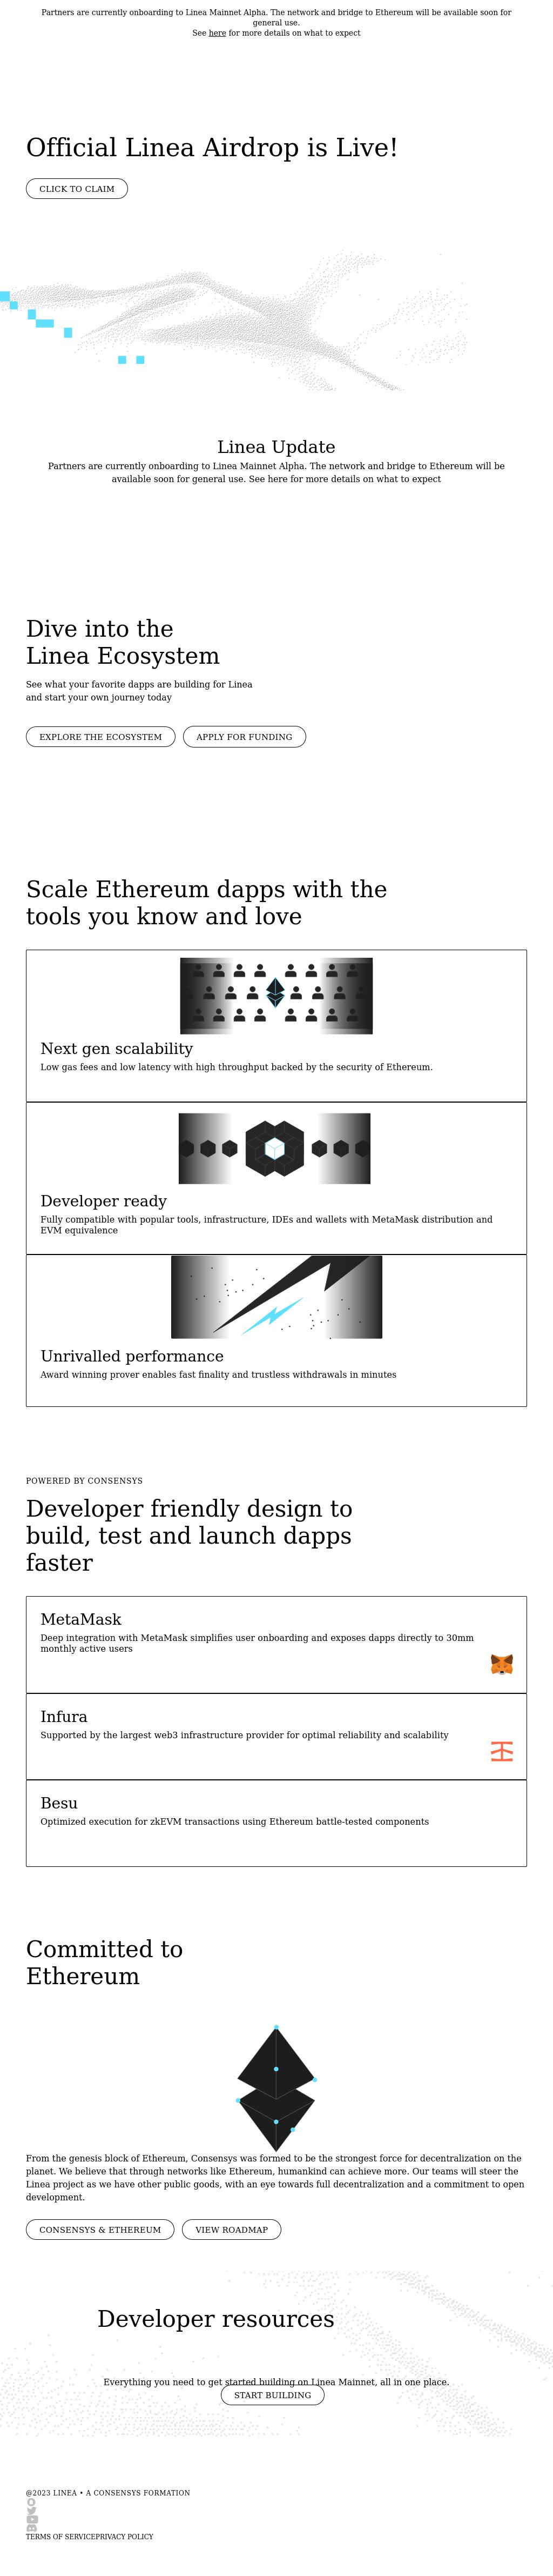 Partners are currently onboarding to Linea Mainnet Alpha. The network and bridge to Ethereum will be available soon for
general use.
See here for more details on what to expect
Official Linea Airdrop is Live!
CLICK TO CLAIM
Linea Update
Partners are currently onboarding to Linea Mainnet Alpha. The network and bridge to Ethereum will be
available soon for general use. See here for more details on what to expect
Dive into the
Linea Ecosystem
See what your favorite dapps are building for Linea
and start your own journey today
EXPLORE THE ECOSYSTEM
APPLY FOR FUNDING
Scale Ethereum dapps with the
tools you know and love
Next gen scalability
Low gas fees and low latency with high throughput backed by the security of Ethereum.
Developer ready
Fully compatible with popular tools, infrastructure, IDEs and wallets with MetaMask distribution and
EVM equivalence
Unrivalled performance
Award winning prover enables fast finality and trustless withdrawals in minutes
POWERED BY CONSENSYS
Developer friendly design to
build, test and launch dapps
faster
MetaMask
Deep integration with MetaMask simplifies user onboarding and exposes dapps directly to 30mm
monthly active users
Infura
Supported by the largest web3 infrastructure provider for optimal reliability and scalability
Besu
Optimized execution for zkEVM transactions using Ethereum battle-tested components
Committed to
Ethereum
From the genesis block of Ethereum, Consensys was formed to be the strongest force for decentralization on the
planet. We believe that through networks like Ethereum, humankind can achieve more. Our teams will steer the
Linea project as we have other public goods, with an eye towards full decentralization and a commitment to open
development.
CONSENSYS & ETHEREUM
VIEW ROADMAP
Developer resources
Everything you need to get started building on Linea Mainnet, all in one place.
START BUILDING
@2023 LINEA • A CONSENSYS FORMATION
TERMS OF SERVICEPRIVACY POLICY